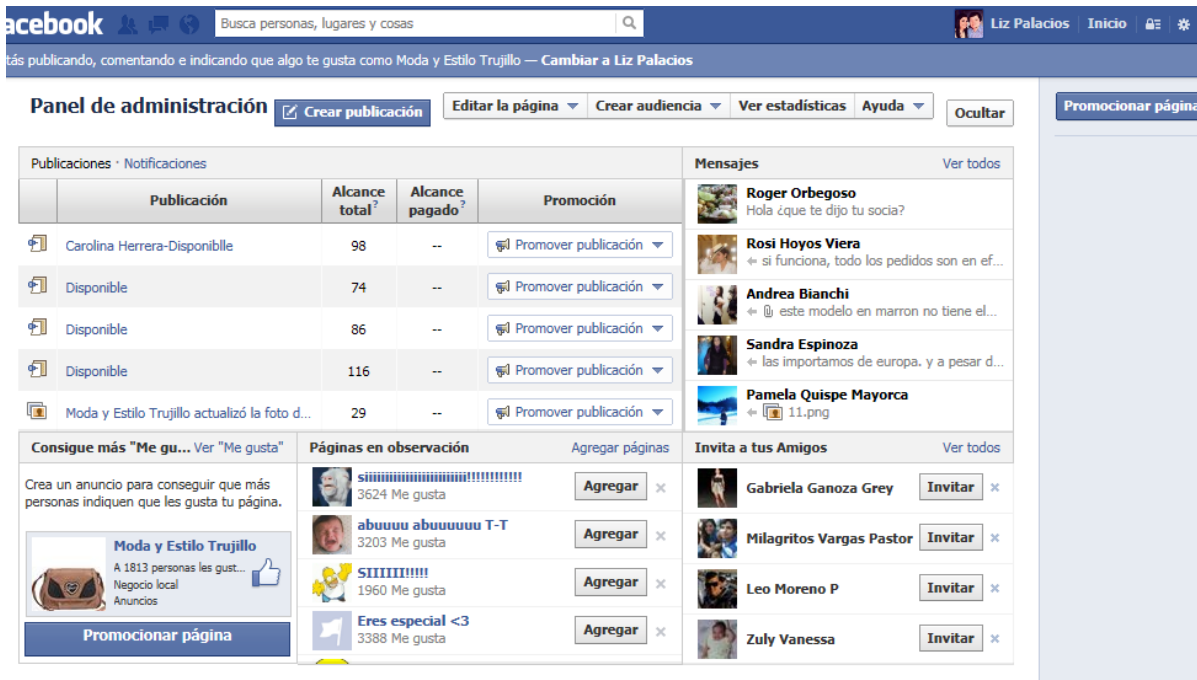 acebook
Busca personas, lugares y cosas
Liz Palacios Inicio
tás publicando, comentando e indicando que algo te gusta como Moda y Estilo Trujillo — Cambiar a Liz Palacios
Panel de administración
Crear publicación
Editar la página
Crear audiencia
Ver estadísticas
Ayuda
Ocultar
Promocionar página
Publicaciones · Notificaciones
Publicación
Alcance total?
Alcance pagado?
Promoción
Carolina Herrera-Disponiblle 98 -- Promover publicación
Disponible 74 -- Promover publicación
Disponible 86 -- Promover publicación
Disponible 116 -- Promover publicación
Moda y Estilo Trujillo actualizó la foto d... 29 -- Promover publicación
Mensajes Ver todos
Roger Orbegoso
Hola ¿que te dijo tu socia?
Rosi Hoyos Viera
si funciona, todo los pedidos son en ef...
Andrea Bianchi
este modelo en marron no tiene el...
Sandra Espinoza
las importamos de europa. y a pesar d...
Pamela Quispe Mayorca
11.png
Consigue más "Me gu... Ver "Me gusta"
Crea un anuncio para conseguir que más
personas indiquen que les gusta tu página.
Moda y Estilo Trujillo
A 1813 personas les gust...
Negocio local
Anuncios
Promocionar página
Páginas en observación Agregar páginas
3624 Me gusta
Agregar
abuuuu abuuuuuu T-T
3203 Me gusta
Agregar
SIIIIII!!!!!
1960 Me gusta
Agregar
Eres especial <3
3388 Me gusta
Agregar
Invita a tus Amigos Ver todos
Gabriela Ganoza Grey Invitar
Milagritos Vargas Pastor Invitar
Leo Moreno P Invitar
Zuly Vanessa Invitar